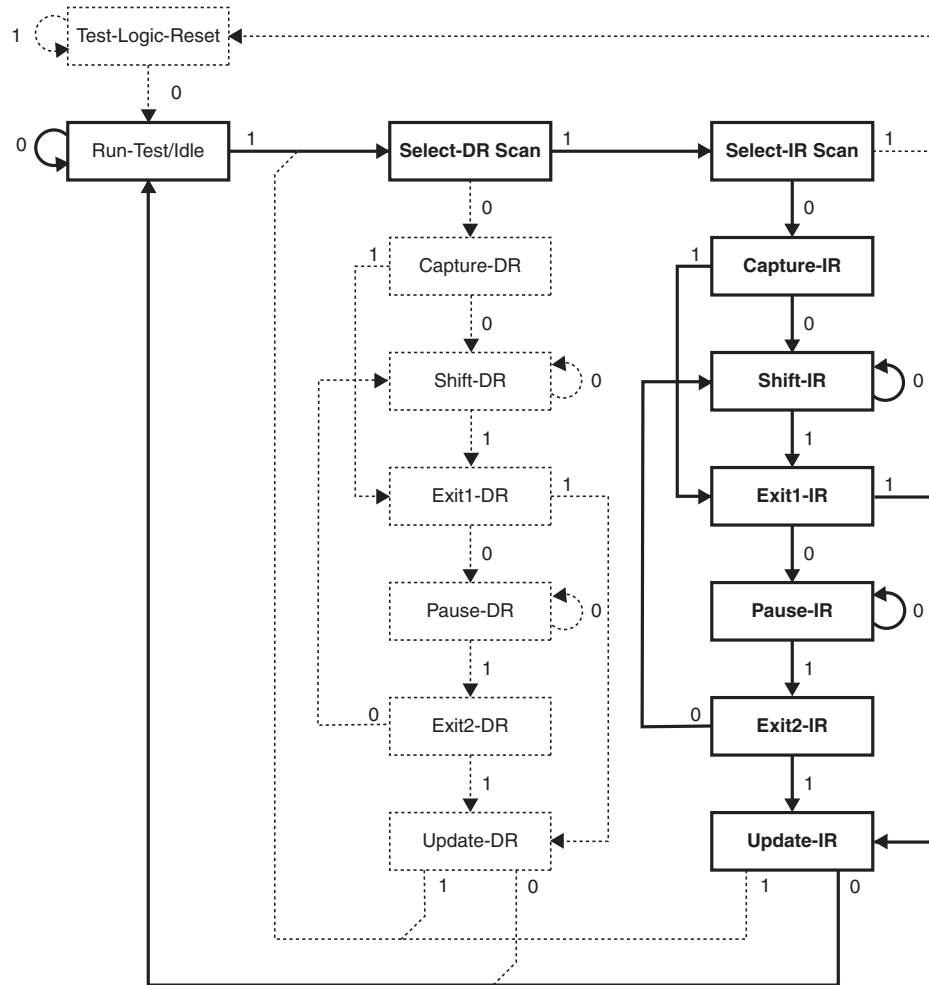 Test-Logic-Reset
1
0
0
Run-Test/Idle
1
Select-DR Scan
1
Select-IR Scan
1
0
0
1
Capture-DR
1
Capture-IR
0
0
Shift-DR
0
Shift-IR
0
1
1
Exit1-DR
1
Exit1-IR
1
0
0
Pause-DR
0
Pause-IR
0
1
1
0
Exit2-DR
0
Exit2-IR
1
1
Update-DR
Update-IR
1
0
1
0